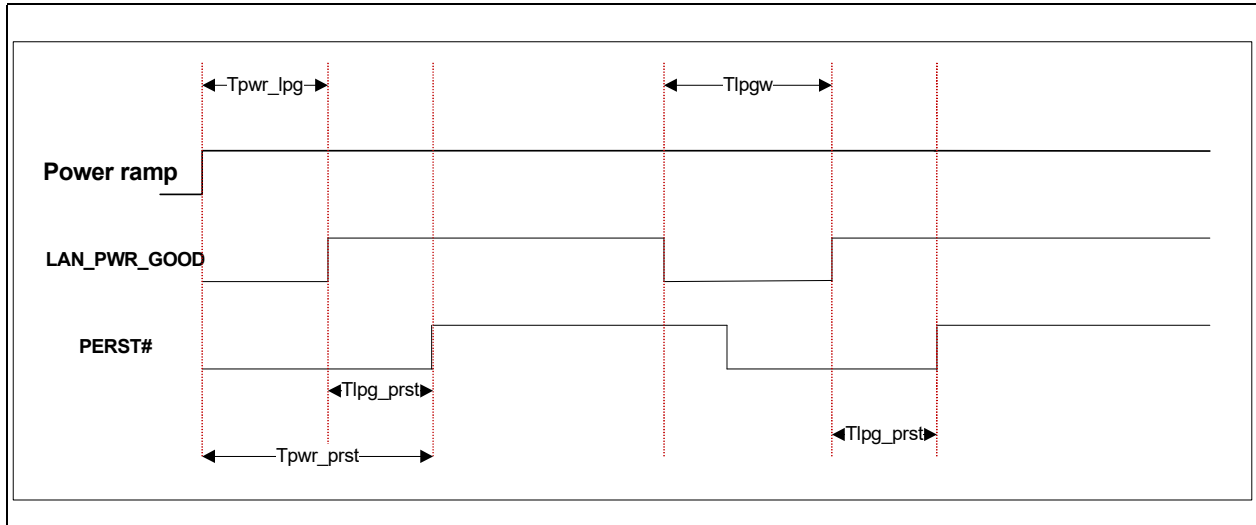 Tpwr_lpg
Tlpgw
Power ramp
LAN_PWR_GOOD
PERST#
Tlpg_prst
Tlpg_prst
Tpwr_prst